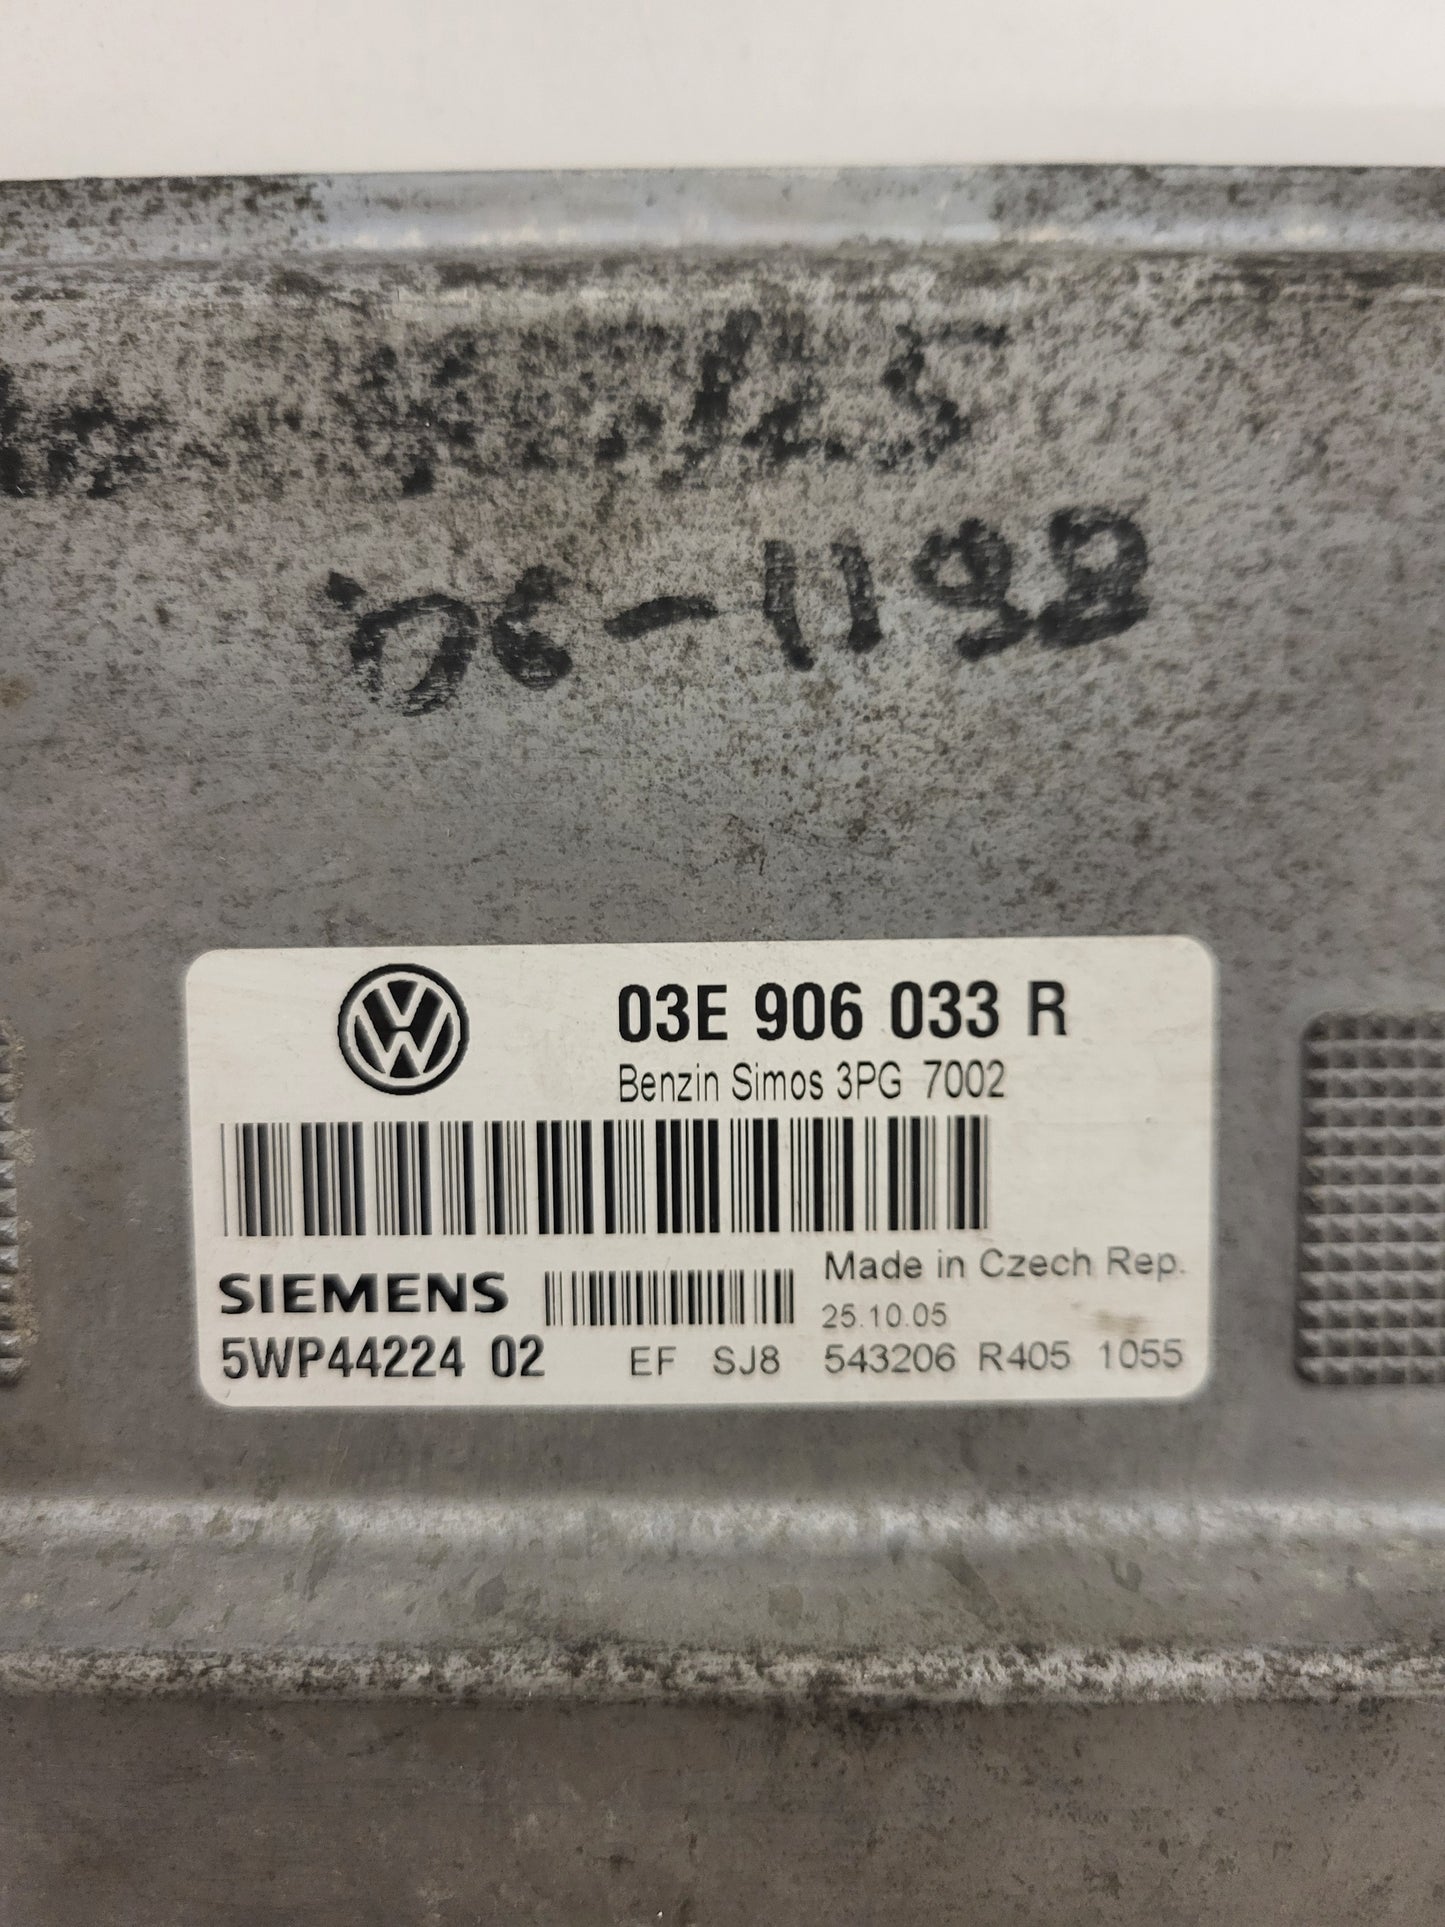 '06-1198
03E 906 033 R
Benzin Simos 3PG 7002
Made in Czech Rep.
SIEMENS
25.10.05
5WP44224 02 EF SJ8 543206 R405 1055